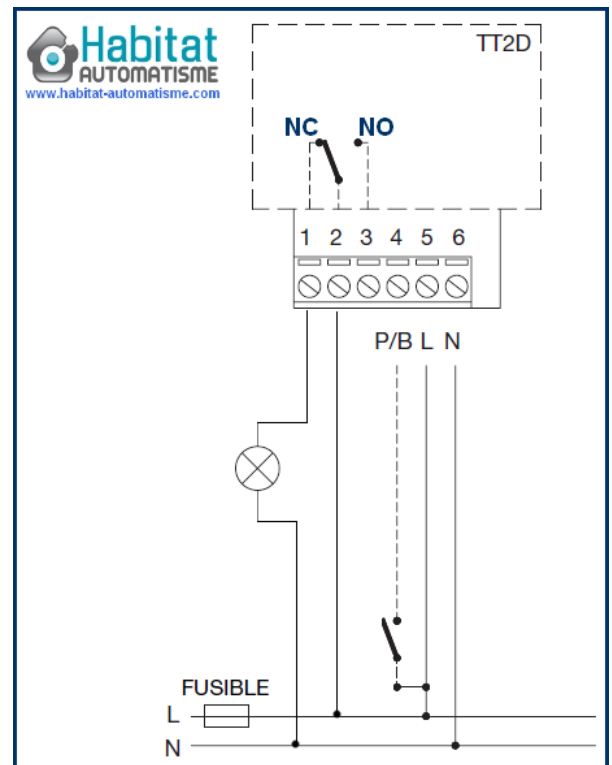 Habitat
AUTOMATISME
www.habitat-automatisme.com
TT2D
NC NO
1 2 3 4 5 6
P/B L N
FUSIBLE
L
N